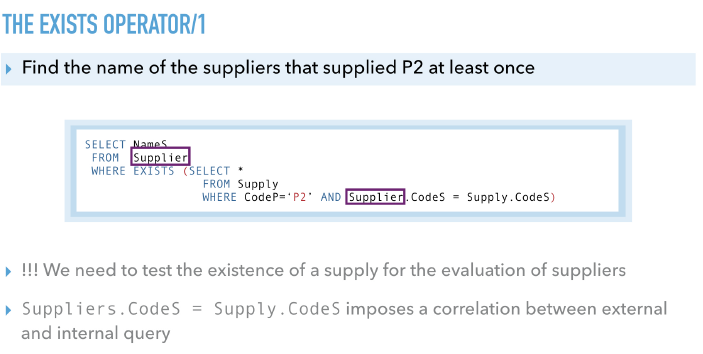 THE EXISTS OPERATOR/1
▸ Find the name of the suppliers that supplied P2 at least once
SELECT NameS
FROM Supplier
WHERE EXISTS (SELECT *
FROM Supply
WHERE CodeP=‘P2’ AND Supplier.CodeS = Supply.CodeS)
▸ !!! We need to test the existence of a supply for the evaluation of suppliers
▸ Suppliers.CodeS = Supply.CodeS imposes a correlation between external
and internal query